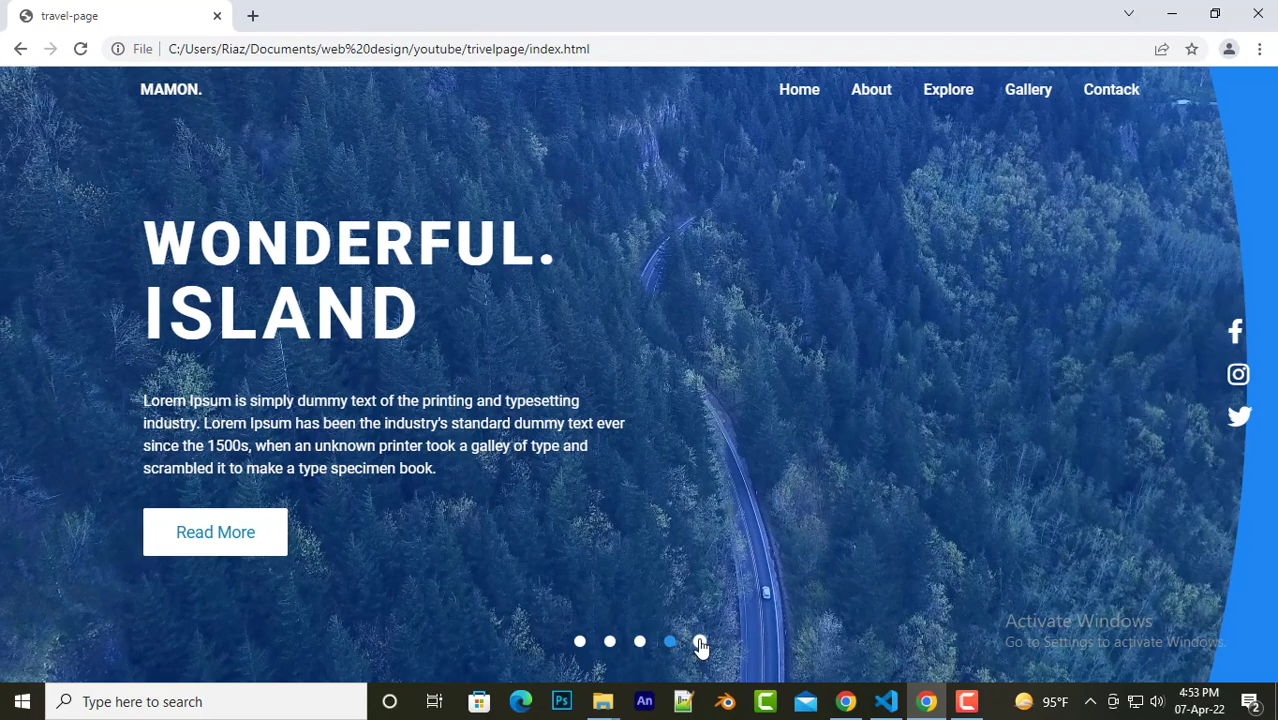 travel-page
File C:/Users/Riaz/Documents/web%20design/youtube/trivelpage/index.html
MAMON. Home About Explore Gallery Contack
WONDERFUL.
ISLAND
Lorem Ipsum is simply dummy text of the printing and typesetting
industry. Lorem Ipsum has been the industry's standard dummy text ever
since the 1500s, when an unknown printer took a galley of type and
scrambled it to make a type specimen book.
Read More
Activate Windows
Go to Settings to activate Windows.
Type here to search
Ps
An
C
C
95°F
4:53 PM
07-Apr-22
2